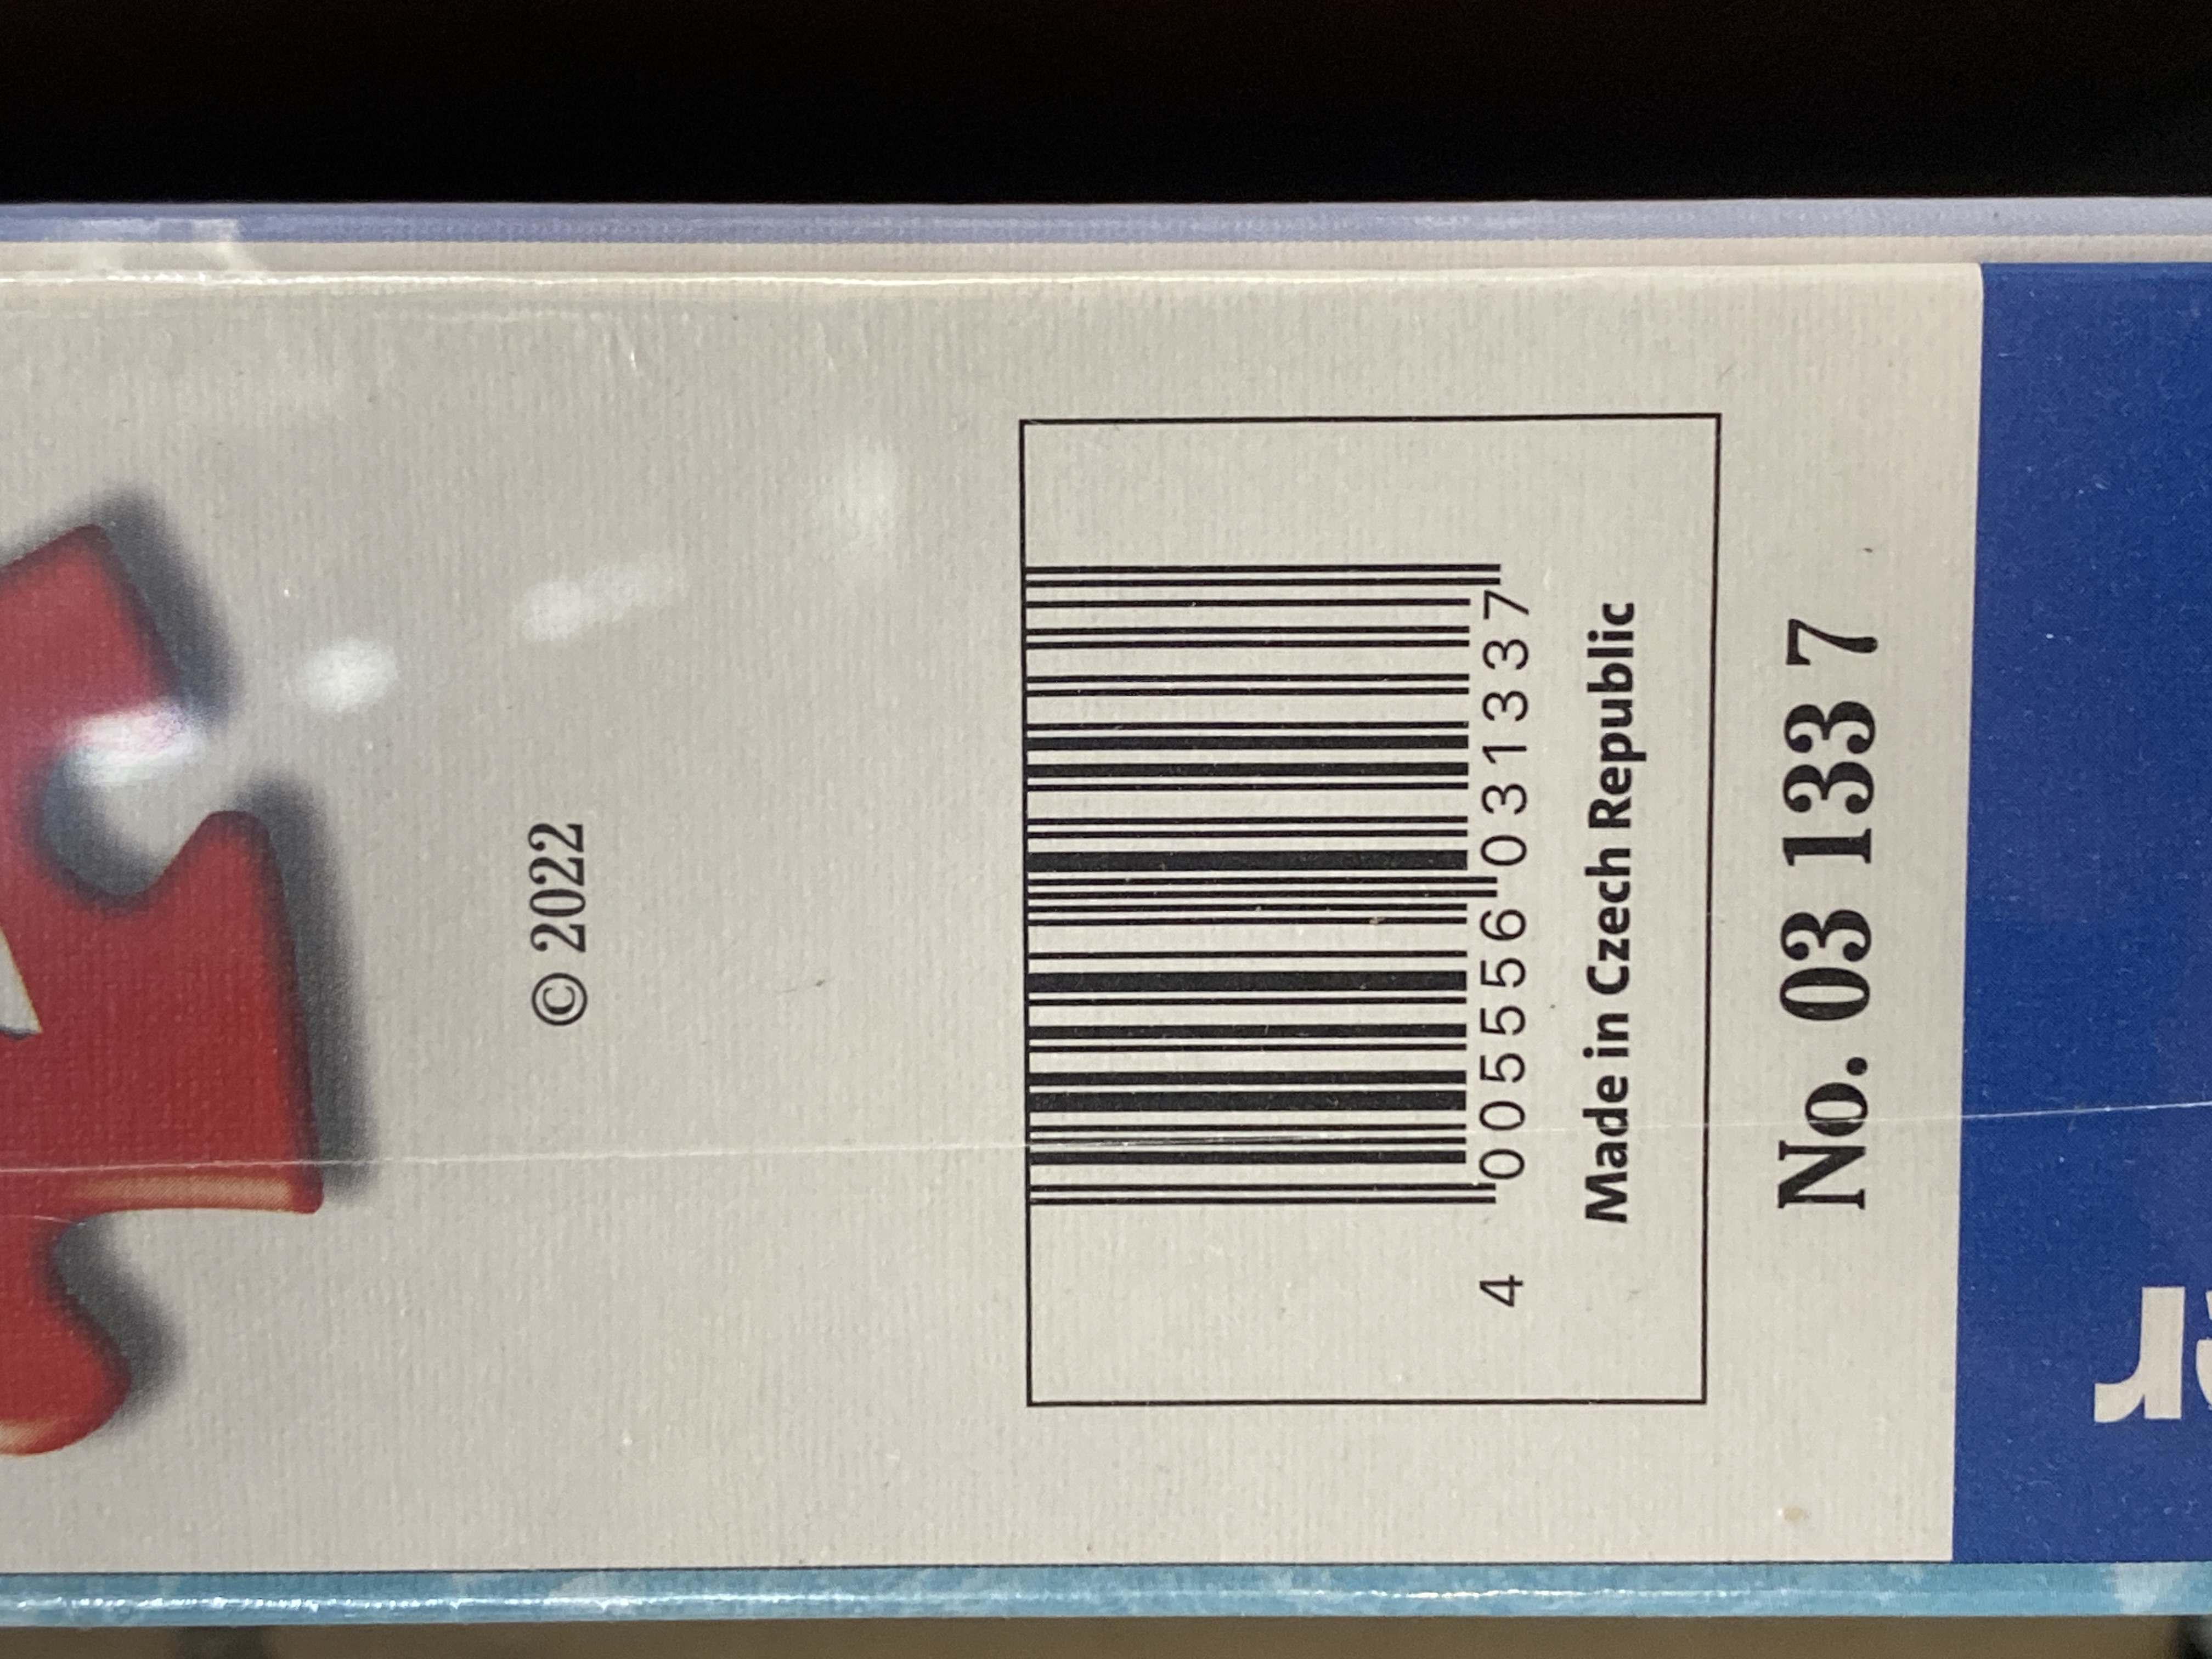 © 2022
4 005556 031337
Made in Czech Republic
No. 03 133 7